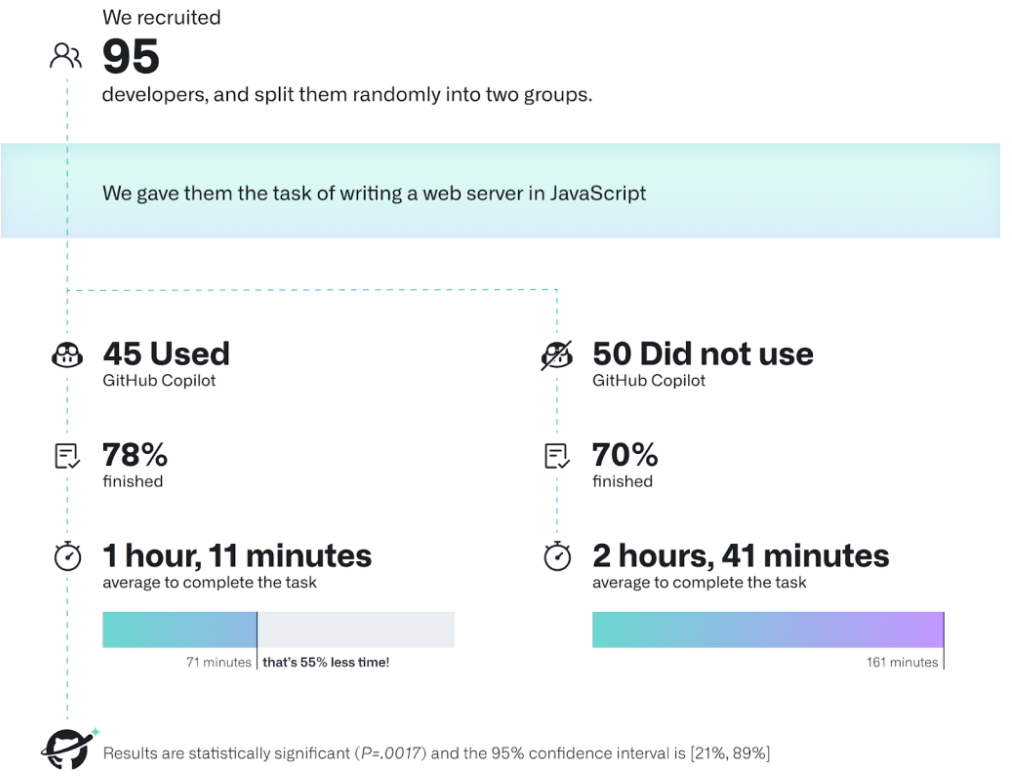 We recruited
95
developers, and split them randomly into two groups.
We gave them the task of writing a web server in JavaScript
45 Used
GitHub Copilot
78%
finished
1 hour, 11 minutes
average to complete the task
71 minutes
that's 55% less time!
50 Did not use
GitHub Copilot
70%
finished
2 hours, 41 minutes
average to complete the task
161 minutes
Results are statistically significant (P=.0017) and the 95% confidence interval is [21%, 89%]